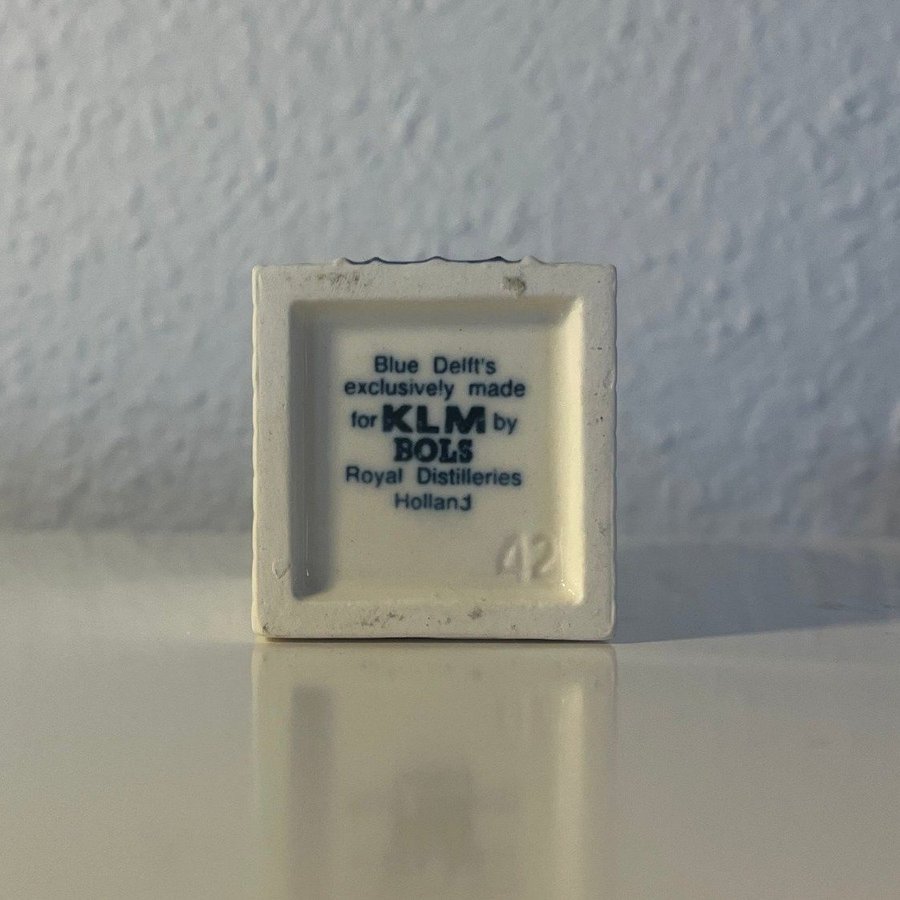 Blue Delft's
exclusively made
for KLM by
BOLS
Royal Distilleries
Holland
42